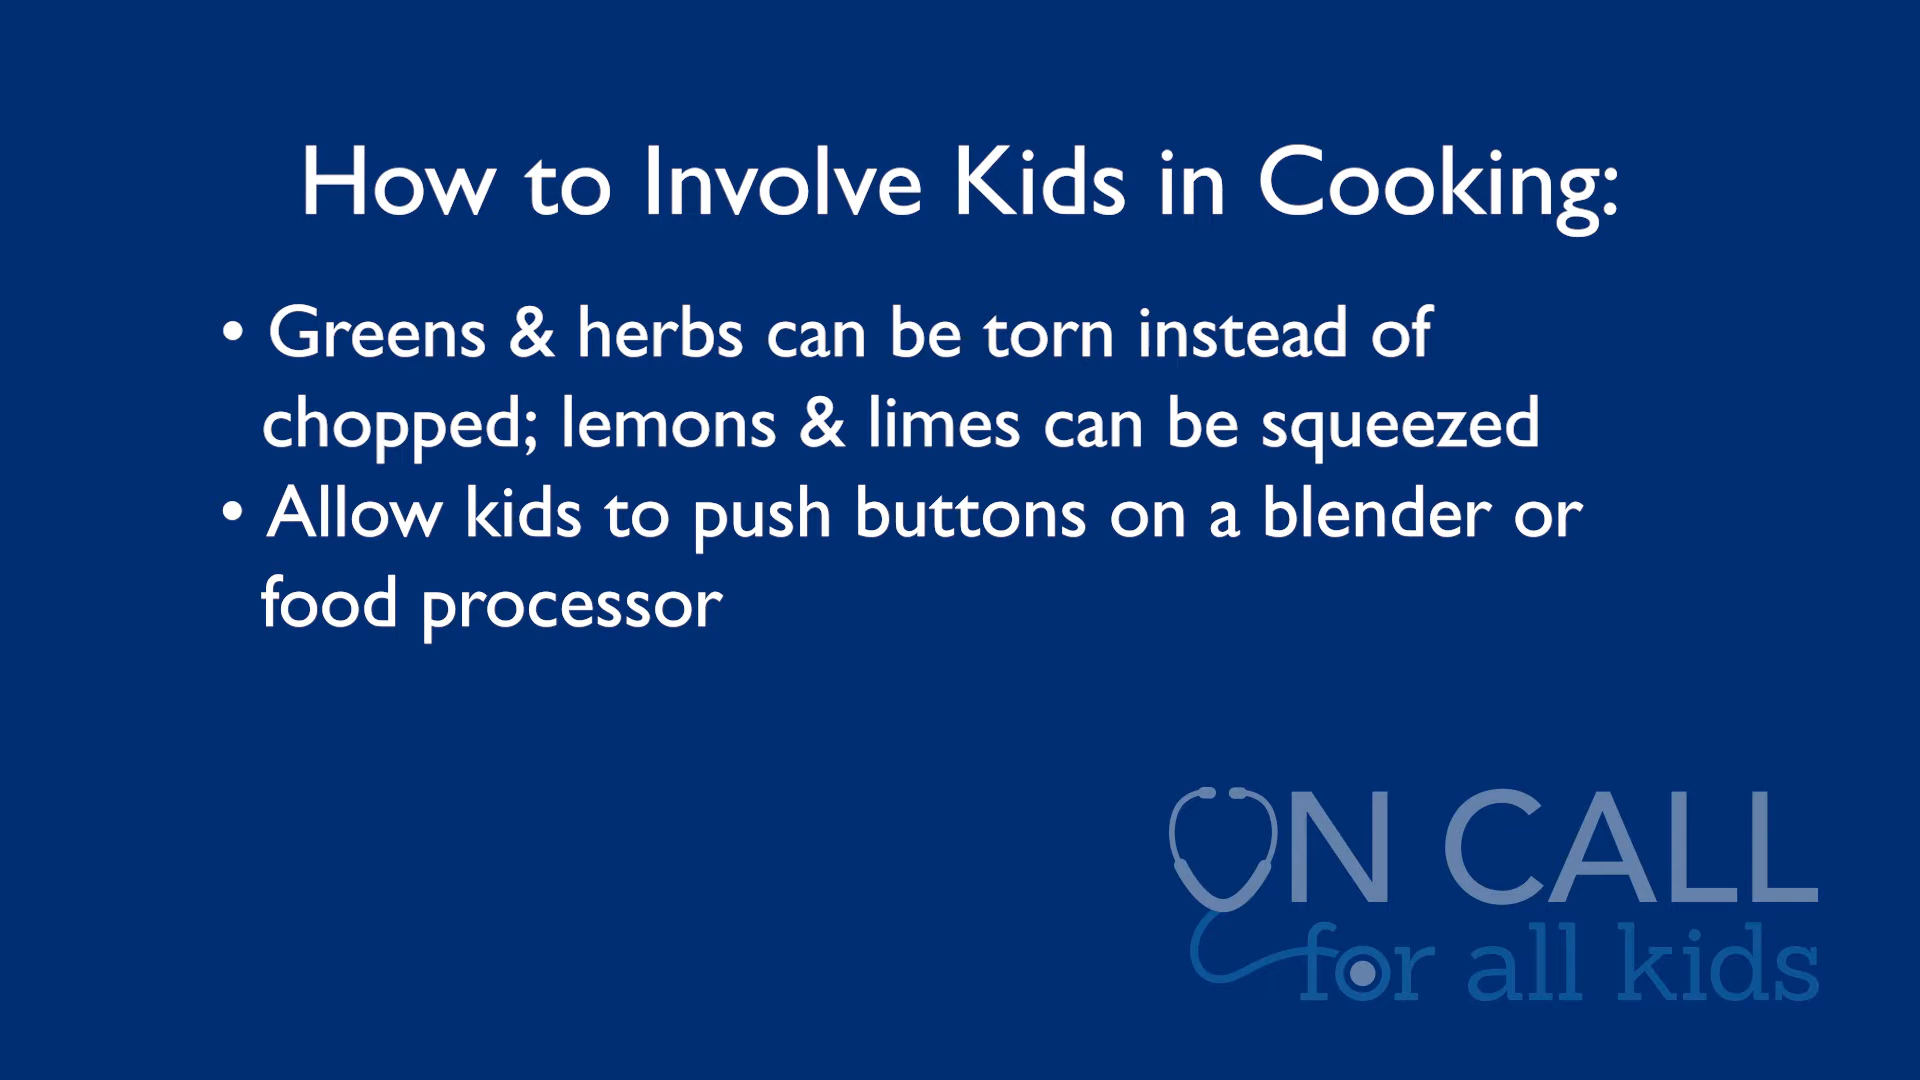 How to Involve Kids in Cooking:
• Greens & herbs can be torn instead of
chopped; lemons & limes can be squeezed
• Allow kids to push buttons on a blender or
food processor
ON CALL
for all kids